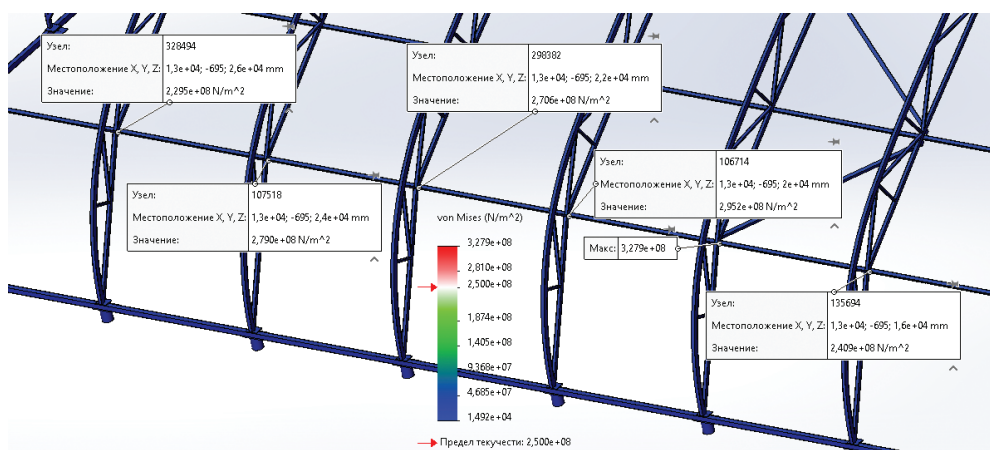 Узел: 328494
Местоположение X, Y, Z: 1,3e+04; -695; 2,6e+04 mm
Значение: 2,295e+08 N/m^2
Узел: 298382
Местоположение X, Y, Z: 1,3e+04; -695; 2,2e+04 mm
Значение: 2,706e+08 N/m^2
Узел: 106714
Местоположение X, Y, Z: 1,3e+04; -695; 2e+04 mm
Значение: 2,952e+08 N/m^2
Узел: 107518
Местоположение X, Y, Z: 1,3e+04; -695; 2,4e+04 mm
Значение: 2,790e+08 N/m^2
von Mises (N/m^2)
3,279e+08
2,810e+08
2,500e+08
1,874e+08
1,405e+08
9,368e+07
4,685e+07
1,492e+04
Предел текучести: 2,500e+08
Макс: 3,279e+08
Узел: 135694
Местоположение X, Y, Z: 1,3e+04; -695; 1,6e+04 mm
Значение: 2,409e+08 N/m^2